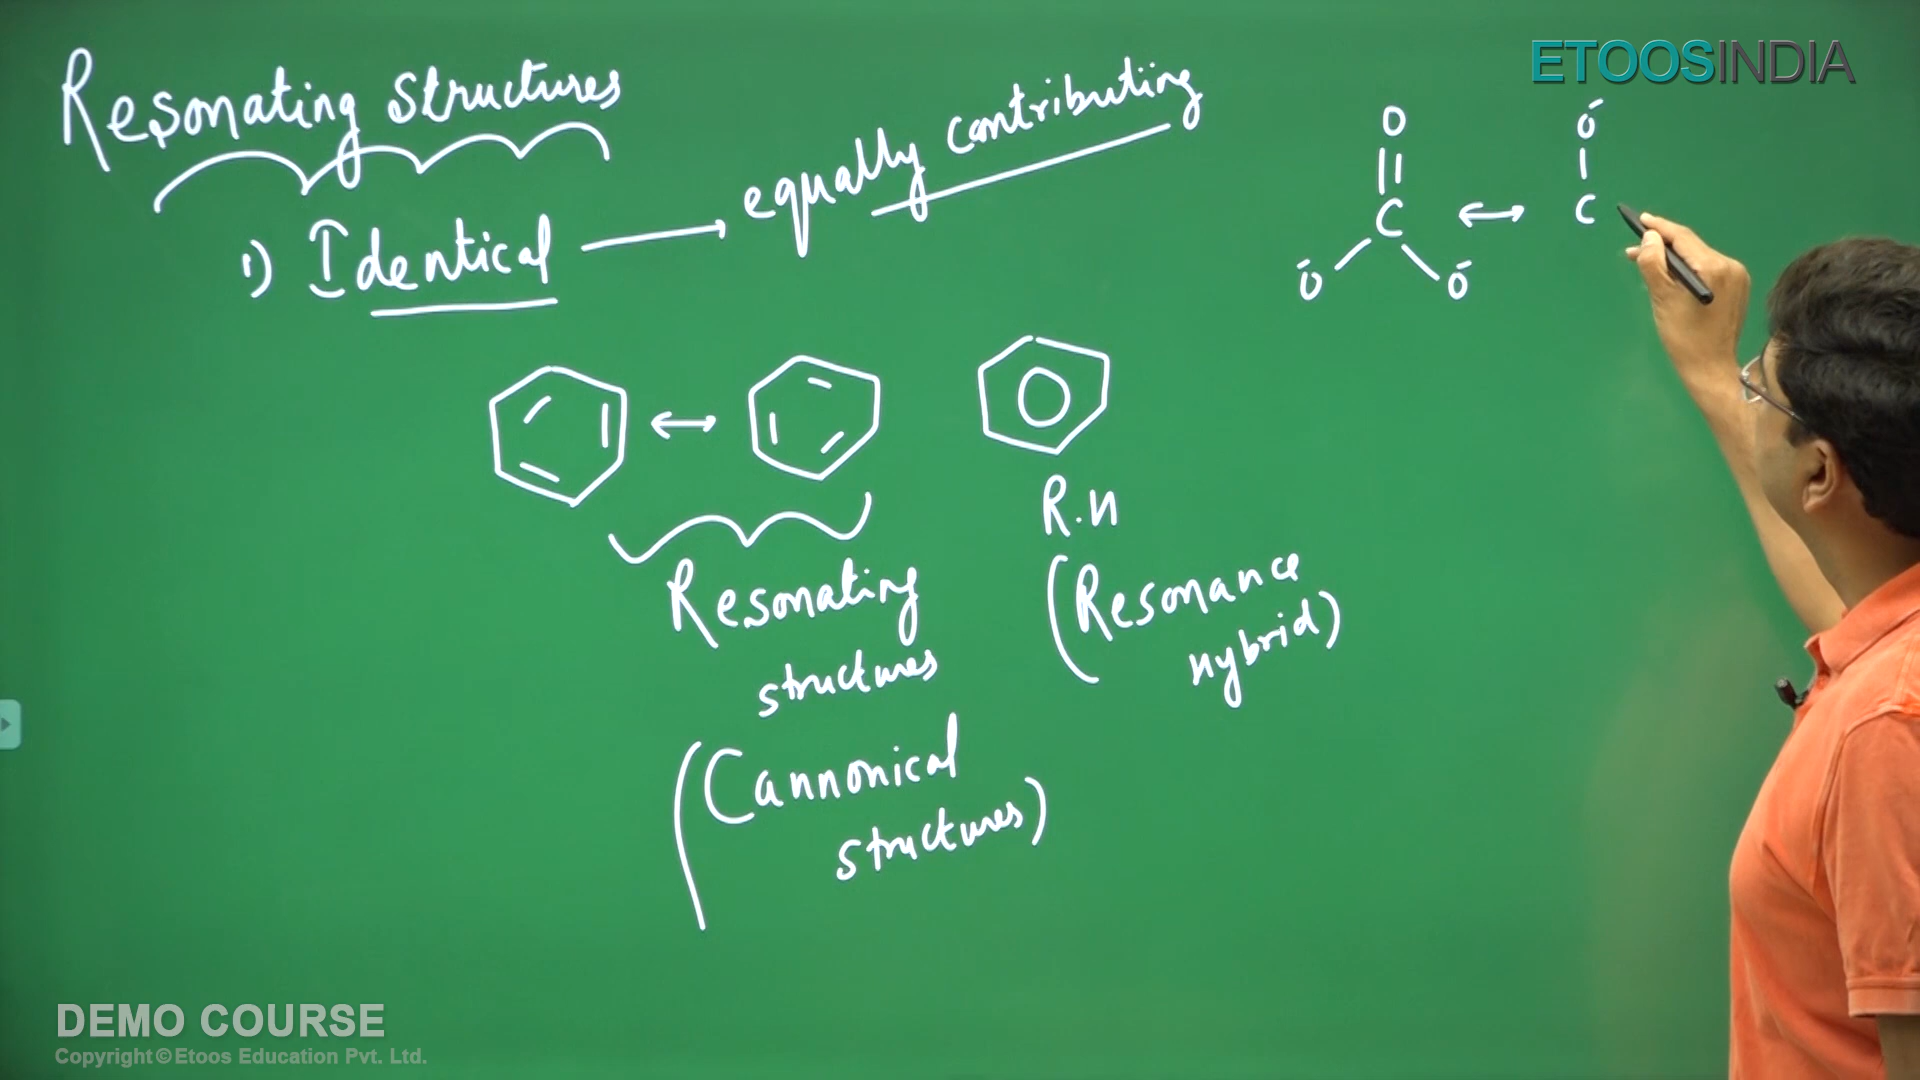 ETOOSINDIA
Resonating structures
1) Identical → equally contributing
O
||
C
Ō Ō
↔
Ō
|
C
↔
R.H
Resonating
structures
(Resonance
hybrid)
(Cannonical
structures)
DEMO COURSE
Copyright©Etoos Education Pvt. Ltd.